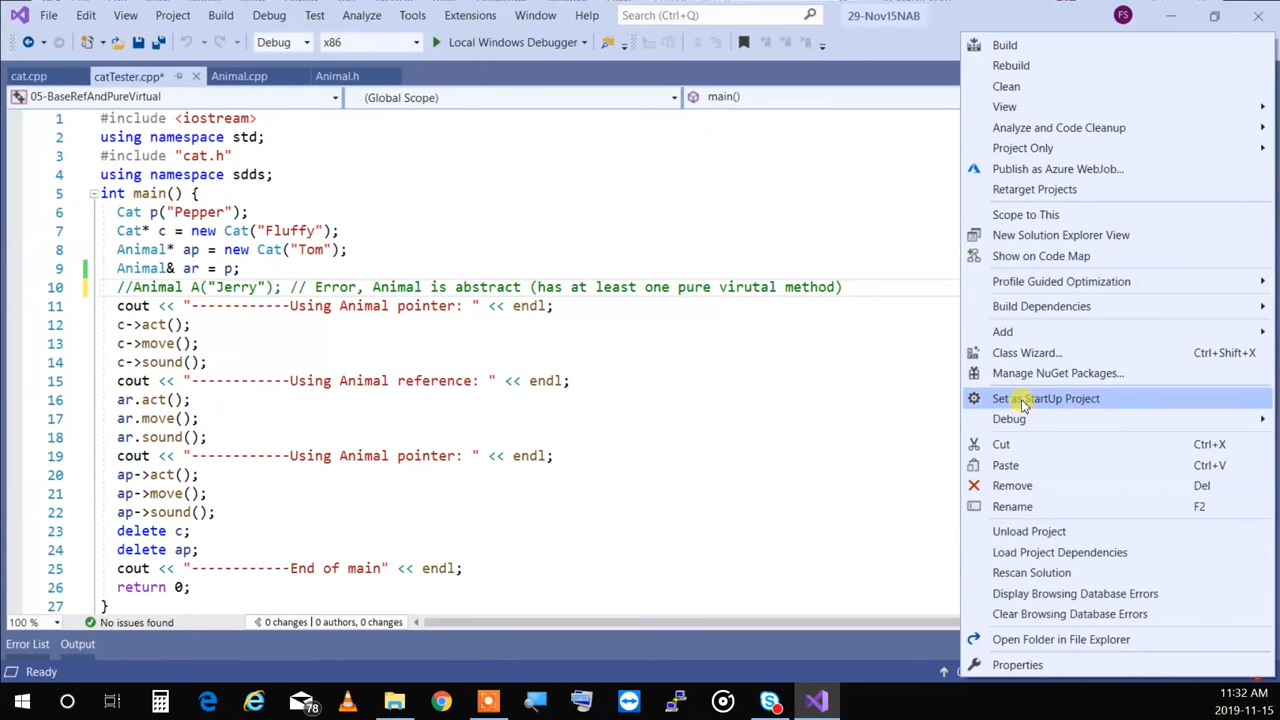 File Edit View Project Build Debug Test Analyze Tools Extensions Window Help Search (Ctrl+Q) 29-Nov15NAB FS
Debug x86 Local Windows Debugger
cat.cpp catTester.cpp* Animal.cpp Animal.h
05-BaseRefAndPureVirtual (Global Scope) main()
1 #include <iostream>
2 using namespace std;
3 #include "cat.h"
4 using namespace sdds;
5 int main() {
6 Cat p("Pepper");
7 Cat* c = new Cat("Fluffy");
8 Animal* ap = new Cat("Tom");
9 Animal& ar = p;
10 //Animal A("Jerry"); // Error, Animal is abstract (has at least one pure virutal method)
11 cout << "------------Using Animal pointer: " << endl;
12 c->act();
13 c->move();
14 c->sound();
15 cout << "------------Using Animal reference: " << endl;
16 ar.act();
17 ar.move();
18 ar.sound();
19 cout << "------------Using Animal pointer: " << endl;
20 ap->act();
21 ap->move();
22 ap->sound();
23 delete c;
24 delete ap;
25 cout << "------------End of main" << endl;
26 return 0;
27 }
100 % No issues found 0 changes | 0 authors, 0 changes
Error List Output
Ready
Build
Rebuild
Clean
View
Analyze and Code Cleanup
Project Only
Publish as Azure WebJob...
Retarget Projects
Scope to This
New Solution Explorer View
Show on Code Map
Profile Guided Optimization
Build Dependencies
Add
Class Wizard... Ctrl+Shift+X
Manage NuGet Packages...
Set as StartUp Project
Debug
Cut Ctrl+X
Paste Ctrl+V
Remove Del
Rename F2
Unload Project
Load Project Dependencies
Rescan Solution
Display Browsing Database Errors
Clear Browsing Database Errors
Open Folder in File Explorer
Properties
78
11:32 AM
2019-11-15